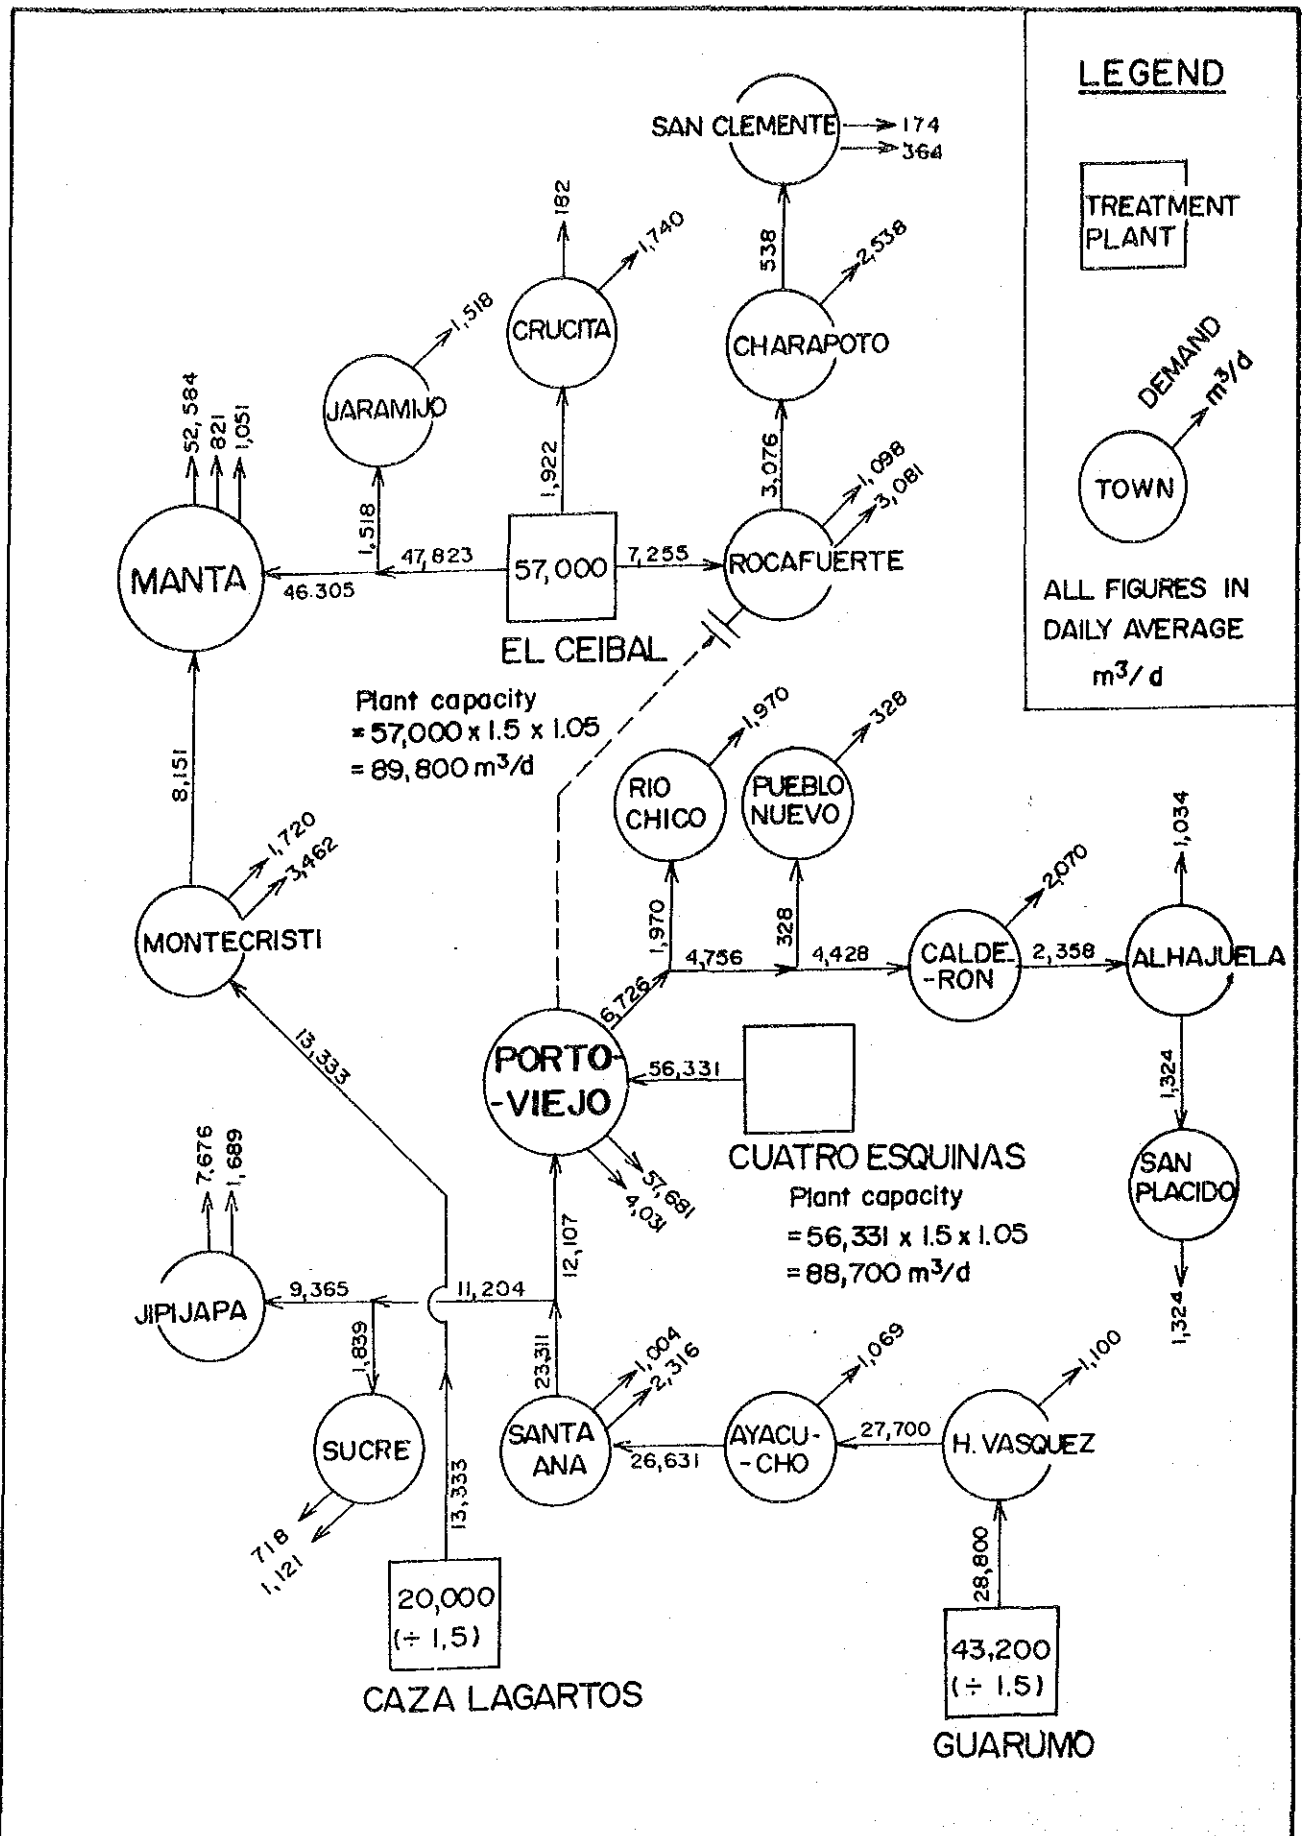 LEGEND
TREATMENT
PLANT
DEMAND
m³/d
TOWN
ALL FIGURES IN
DAILY AVERAGE
m³/d
SAN CLEMENTE
174
364
538
182
1,740
CRUCITA
2,538
CHARAPOTO
1,518
JARAMIJO
52,584
821
1,051
1,922
3,076
1,098
3,081
1,518
MANTA
46.305
47,823
57,000
7,255
ROCAFUERTE
EL CEIBAL
Plant capacity
= 57,000 x 1.5 x 1.05
= 89,800 m³/d
8,151
1,970
328
RIO
CHICO
PUEBLO
NUEVO
1,034
1,720
3,462
MONTECRISTI
1,970
328
2,070
6,726
4,756
4,428
CALDE-
-RON
2,358
ALHAJUELA
13,333
PORTO-
-VIEJO
56,331
1,324
CUATRO ESQUINAS
Plant capacity
= 56,331 x 1.5 x 1.05
= 88,700 m³/d
57,681
4,031
SAN
PLACIDO
1,324
7,676
1,689
12,107
JIPIJAPA
9,365
11,204
1,839
23,311
1,004
2,316
1,069
1,100
SUCRE
718
1,121
13,333
SANTA
ANA
26,631
AYACU-
-CHO
27,700
H. VASQUEZ
28,800
20,000
(÷ 1,5)
CAZA LAGARTOS
43,200
(÷ 1.5)
GUARUMO